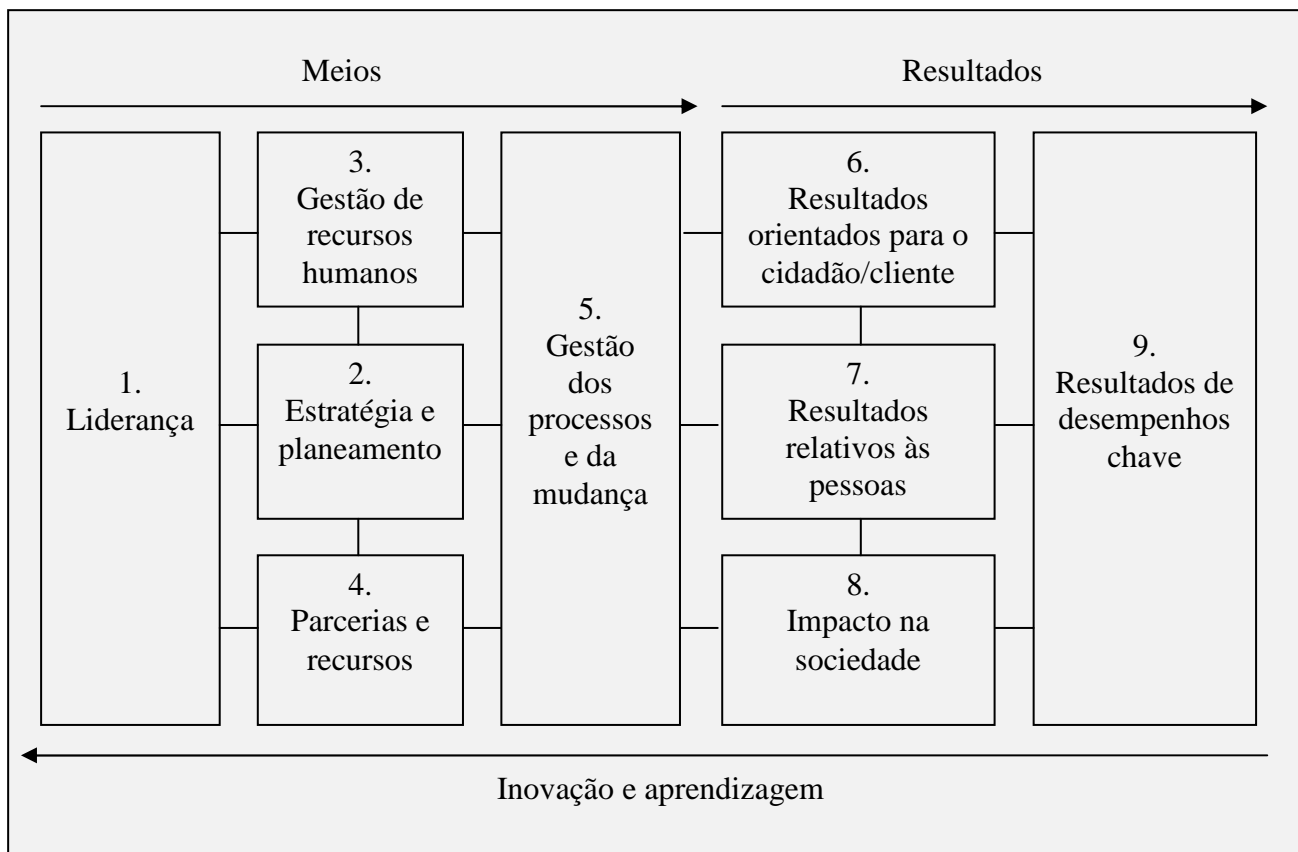 Meios
Resultados
1.
Liderança
3.
Gestão de
recursos
humanos
2.
Estratégia e
planeamento
4.
Parcerias e
recursos
5.
Gestão
dos
processos
e da
mudança
6.
Resultados
orientados para o
cidadão/cliente
7.
Resultados
relativos às
pessoas
8.
Impacto na
sociedade
9.
Resultados de
desempenhos
chave
Inovação e aprendizagem